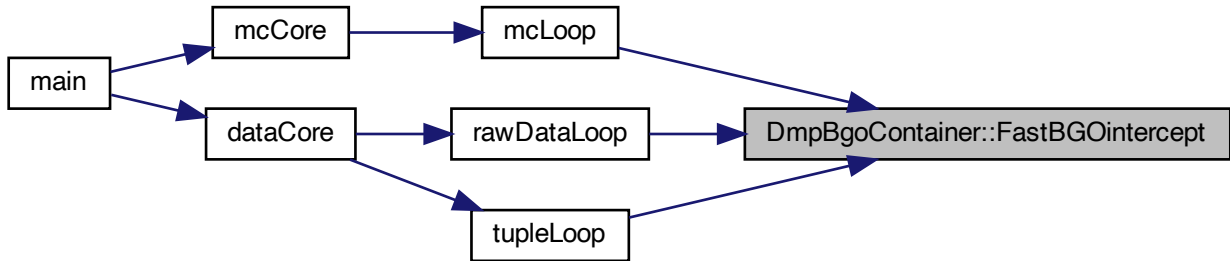 mcCore
mcLoop
main
dataCore
rawDataLoop
DmpBgoContainer::FastBGOintercept
tupleLoop